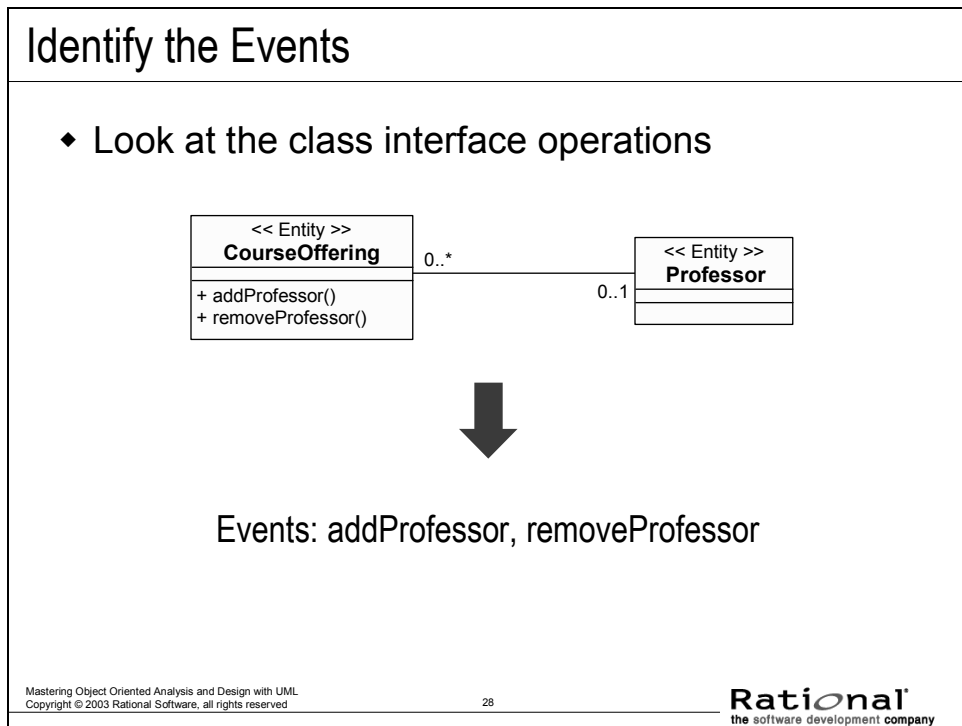 Identify the Events
◆ Look at the class interface operations
<< Entity >>
CourseOffering
+ addProfessor()
+ removeProfessor()
0..*
0..1
<< Entity >>
Professor
Events: addProfessor, removeProfessor
Mastering Object Oriented Analysis and Design with UML
Copyright © 2003 Rational Software, all rights reserved
28
Rational®
the software development company